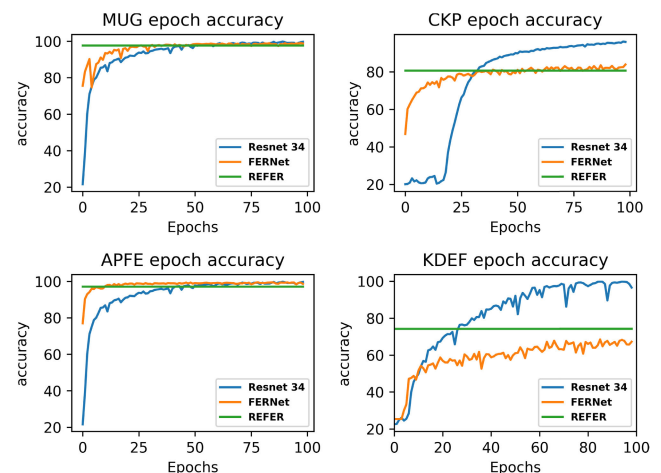 MUG epoch accuracy
100
80
60
40
20
accuracy
0 25 50 75 100
Epochs
Resnet 34
FERNet
REFER
CKP epoch accuracy
80
60
40
20
accuracy
0 25 50 75 100
Epochs
Resnet 34
FERNet
REFER
APFE epoch accuracy
100
80
60
40
20
accuracy
0 25 50 75 100
Epochs
Resnet 34
FERNet
REFER
KDEF epoch accuracy
100
80
60
40
20
accuracy
0 20 40 60 80 100
Epochs
Resnet 34
FERNet
REFER